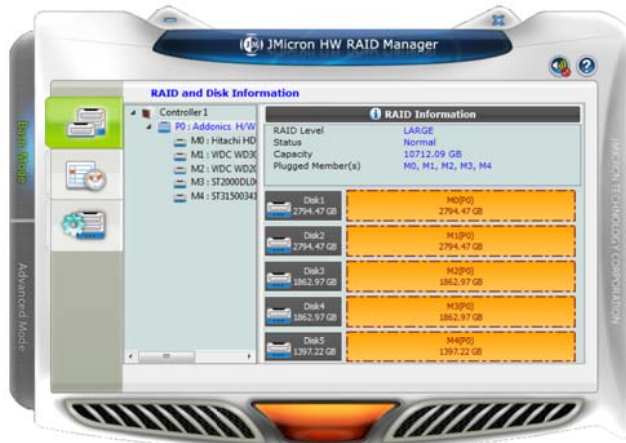 JMicron HW RAID Manager
RAID and Disk Information
Basic Mode
Advanced Mode
Controller1
P0 : Addonics H/W
M0 : Hitachi HD
M1 : WDC WD30
M2 : WDC WD20
M3 : ST2000DL0
M4 : ST31500341
RAID Information
RAID Level LARGE
Status Normal
Capacity 10712.09 GB
Plugged Member(s) M0, M1, M2, M3, M4
Disk1 M0(P0)
2794.47 GB 2794.47 GB
Disk2 M1(P0)
2794.47 GB 2794.47 GB
Disk3 M2(P0)
1862.97 GB 1862.97 GB
Disk4 M3(P0)
1862.97 GB 1862.97 GB
Disk5 M4(P0)
1397.22 GB 1397.22 GB
JMICRON TECHNOLOGY CORPORATION